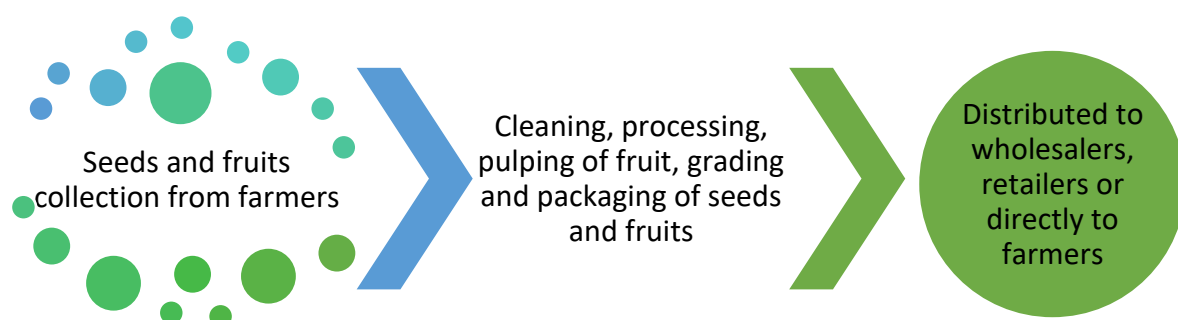 Seeds and fruits
collection from farmers
Cleaning, processing,
pulping of fruit, grading
and packaging of seeds
and fruits
Distributed to
wholesalers,
retailers or
directly to
farmers